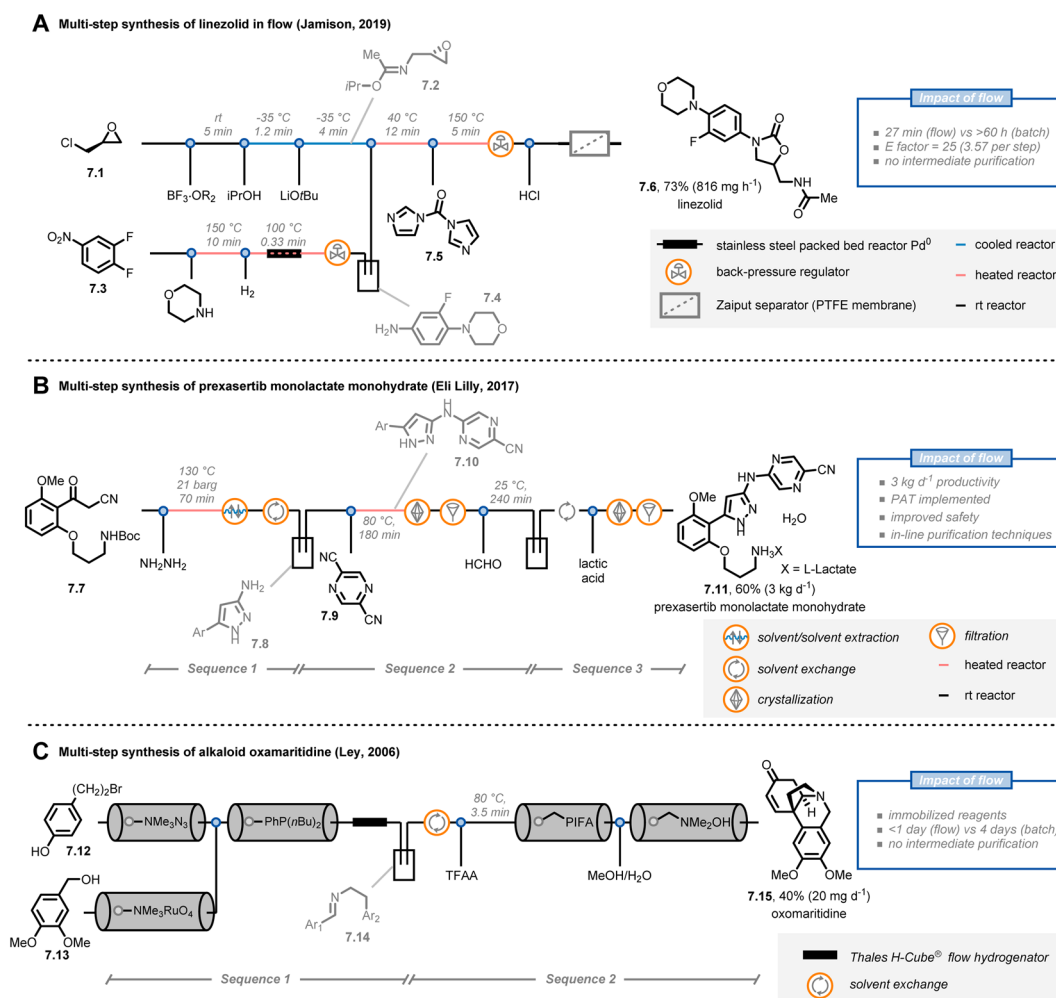 A Multi-step synthesis of linezolid in flow (Jamison, 2019)
Me
N
O
iPrO
7.2
rt
5 min
-35 °C
1.2 min
-35 °C
4 min
40 °C
12 min
150 °C
5 min
Cl
O
7.1
BF₃·OR₂
iPrOH
LiOtBu
HCl
N
O
N
N
N
7.5
O₂N
F
F
7.3
150 °C
10 min
100 °C
0.33 min
H₂
O
N
H
F
7.4
H₂N
N
O
O
N
F
O
N
O
NH
O
Me
7.6, 73% (816 mg h⁻¹)
linezolid
Impact of flow
27 min (flow) vs >60 h (batch)
E factor = 25 (3.57 per step)
no intermediate purification
stainless steel packed bed reactor Pd⁰
back-pressure regulator
Zaiput separator (PTFE membrane)
cooled reactor
heated reactor
rt reactor
B Multi-step synthesis of prexasertib monolactate monohydrate (Eli Lilly, 2017)
H
N
Ar
HN-N
N
N
CN
7.10
OMe
O
CN
O
NHBoc
7.7
130 °C
21 barg
70 min
NH₂NH₂
NH₂
Ar
N
N
H
7.8
80 °C,
180 min
NC
N
N
CN
7.9
25 °C,
240 min
HCHO
lactic
acid
HN
N
N
CN
OMe
N
N
H
H₂O
O
NH₃X
X = L-Lactate
7.11, 60% (3 kg d⁻¹)
prexasertib monolactate monohydrate
Impact of flow
3 kg d⁻¹ productivity
PAT implemented
improved safety
in-line purification techniques
Sequence 1
Sequence 2
Sequence 3
solvent/solvent extraction
solvent exchange
crystallization
filtration
heated reactor
rt reactor
C Multi-step synthesis of alkaloid oxamaritidine (Ley, 2006)
(CH₂)₂Br
HO
7.12
NMe₃N₃
PhP(nBu)₂
OH
MeO
OMe
7.13
NMe₃RuO₄
N
Ar₁
Ar₂
7.14
80 °C,
3.5 min
TFAA
PIFA
MeOH/H₂O
NMe₂OH
O
N
H
MeO
OMe
7.15, 40% (20 mg d⁻¹)
oxomaritidine
Impact of flow
immobilized reagents
<1 day (flow) vs 4 days (batch)
no intermediate purification
Sequence 1
Sequence 2
Thales H-Cube® flow hydrogenator
solvent exchange